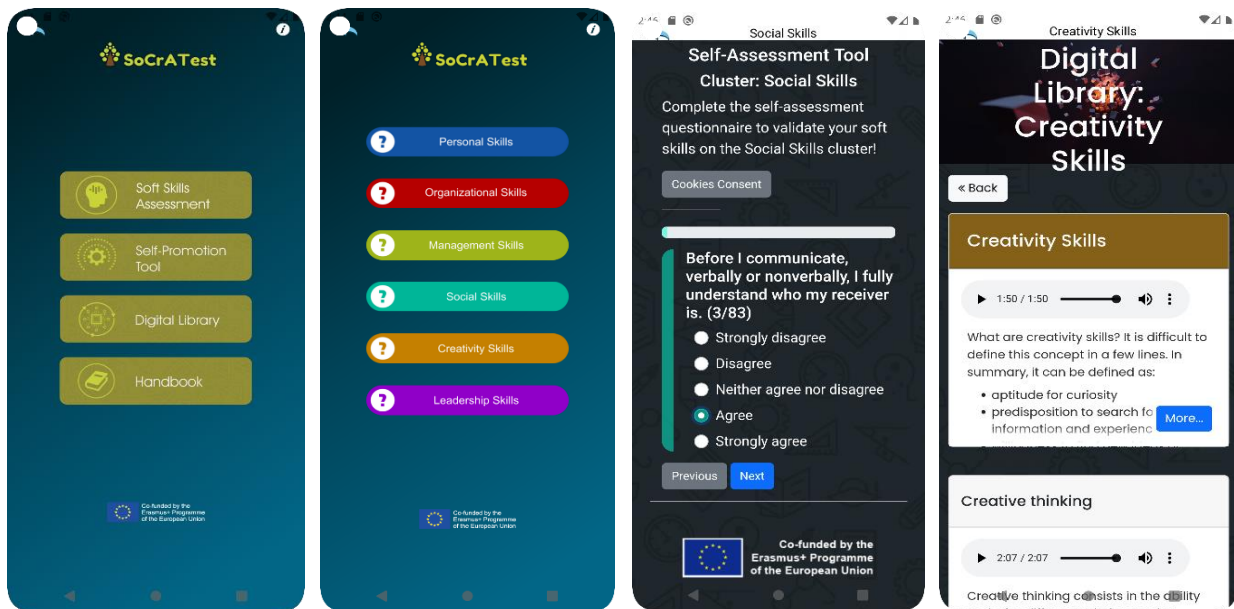 SoCrATest
Soft Skills
Assessment
Self-Promotion
Tool
Digital Library
Handbook
Co-funded by the
Erasmus+ Programme
of the European Union
SoCrATest
Personal Skills
Organizational Skills
Management Skills
Social Skills
Creativity Skills
Leadership Skills
Co-funded by the
Erasmus+ Programme
of the European Union
2:46
Social Skills
Self-Assessment Tool
Cluster: Social Skills
Complete the self-assessment
questionnaire to validate your soft
skills on the Social Skills cluster!
Cookies Consent
Before I communicate,
verbally or nonverbally, I fully
understand who my receiver
is. (3/83)
Strongly disagree
Disagree
Neither agree nor disagree
Agree
Strongly agree
Previous Next
Co-funded by the
Erasmus+ Programme
of the European Union
2:46
Creativity Skills
Digital
Library:
Creativity
Skills
« Back
Creativity Skills
1:50 / 1:50
What are creativity skills? It is difficult to
define this concept in a few lines. In
summary, it can be defined as:
• aptitude for curiosity
• predisposition to search fo
More...
information and experienc
Creative thinking
2:07 / 2:07
Creative thinking consists in the ability